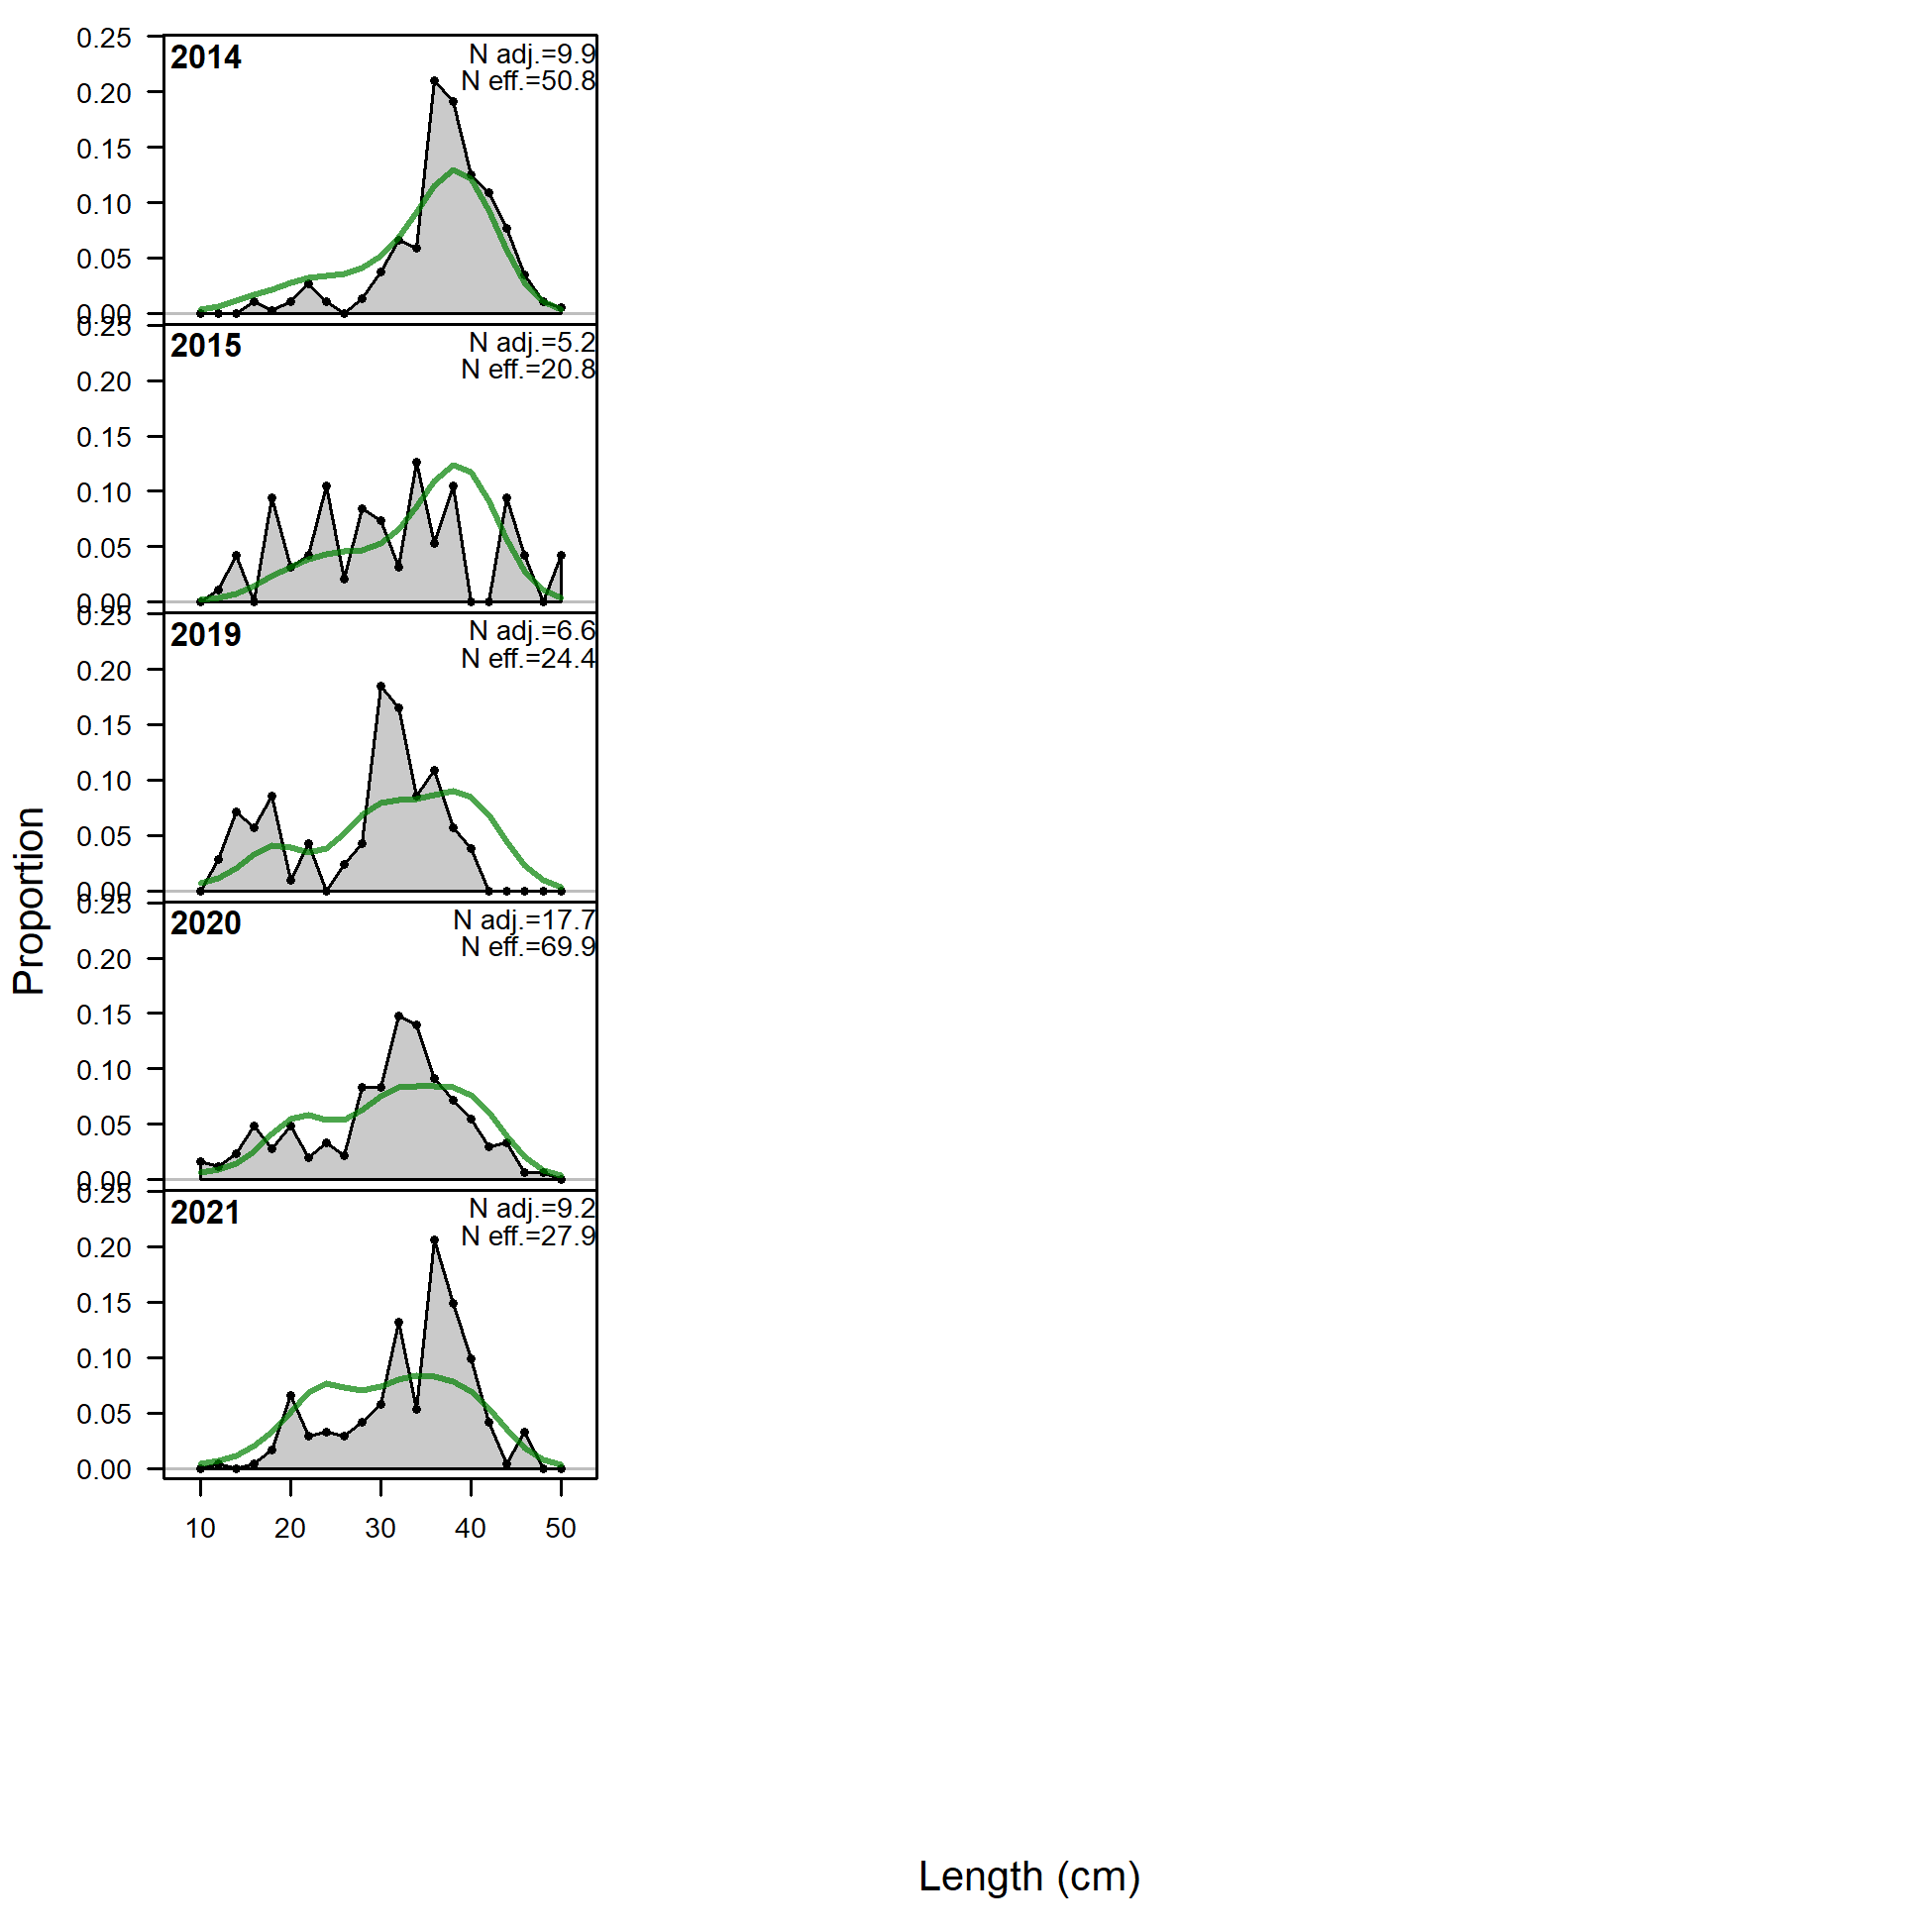 Proportion
0.25
0.20
0.15
0.10
0.05
0.00
2014
N adj.=9.9
N eff.=50.8
0.25
0.20
0.15
0.10
0.05
0.00
2015
N adj.=5.2
N eff.=20.8
0.25
0.20
0.15
0.10
0.05
0.00
2019
N adj.=6.6
N eff.=24.4
0.25
0.20
0.15
0.10
0.05
0.00
2020
N adj.=17.7
N eff.=69.9
0.25
0.20
0.15
0.10
0.05
0.00
2021
N adj.=9.2
N eff.=27.9
10 20 30 40 50
Length (cm)